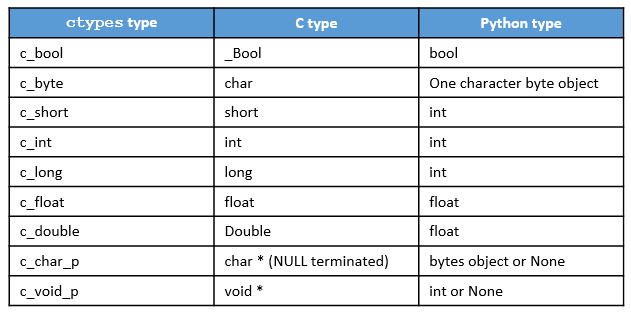 ctypes type C type Python type
c_bool _Bool bool
c_byte char One character byte object
c_short short int
c_int int int
c_long long int
c_float float float
c_double Double float
c_char_p char * (NULL terminated) bytes object or None
c_void_p void * int or None